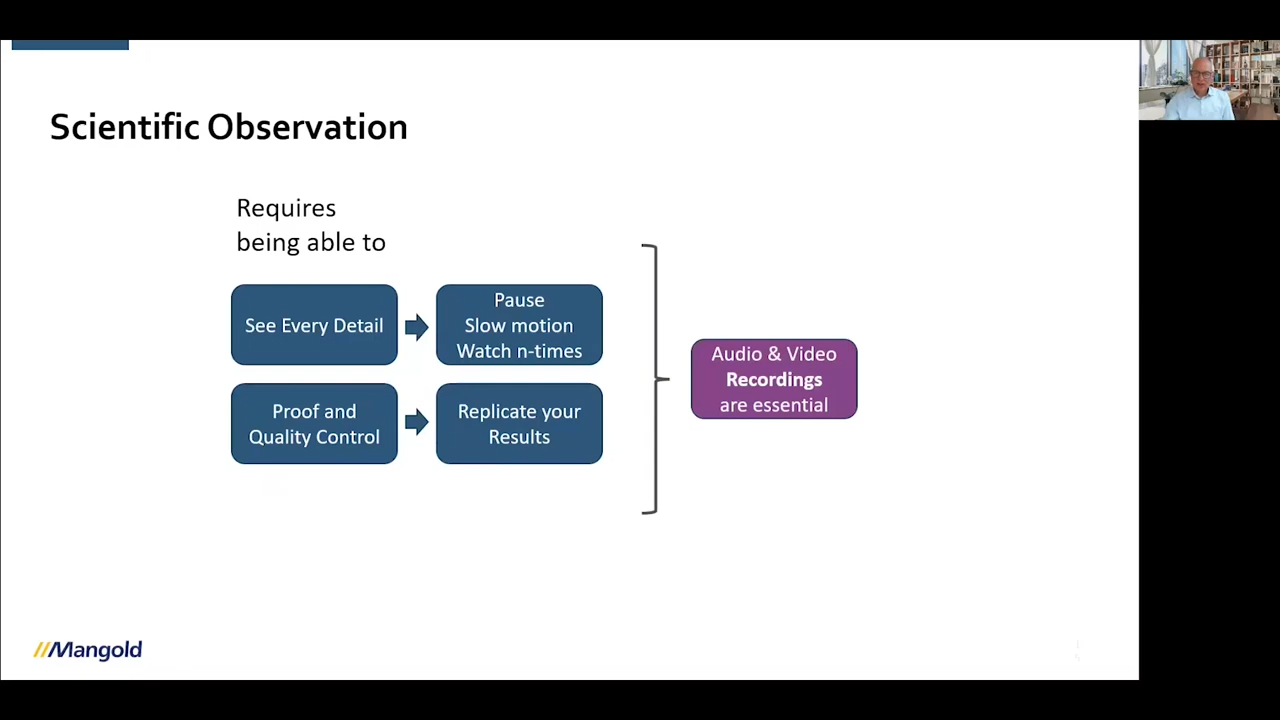 Scientific Observation
Requires
being able to
See Every Detail
Pause
Slow motion
Watch n-times
Proof and
Quality Control
Replicate your
Results
Audio & Video
Recordings
are essential
//Mangold